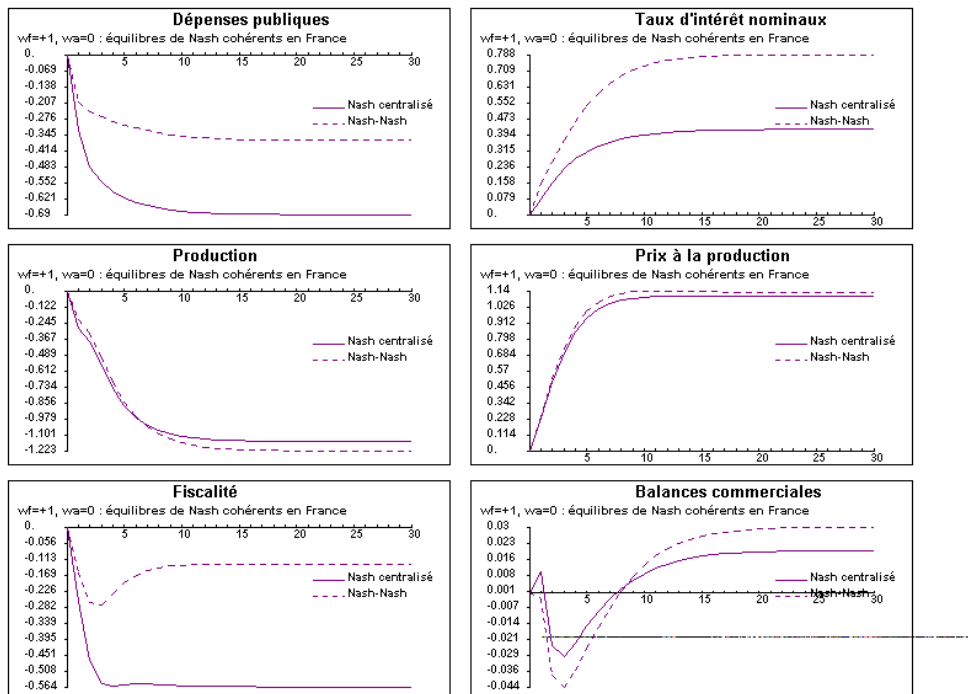 Dépenses publiques
wf=+1, wa=0 : équilibres de Nash cohérents en France
0.
-0.069
-0.138
-0.207
-0.276
-0.345
-0.414
-0.483
-0.552
-0.621
-0.69
5 10 15 20 25 30
Nash centralisé
Nash-Nash
Taux d'intérêt nominaux
wf=+1, wa=0 : équilibres de Nash cohérents en France
0.788
0.709
0.631
0.552
0.473
0.394
0.315
0.236
0.158
0.079
0.
5 10 15 20 25 30
Nash centralisé
Nash-Nash
Production
wf=+1, wa=0 : équilibres de Nash cohérents en France
0.
-0.122
-0.245
-0.367
-0.489
-0.612
-0.734
-0.856
-0.979
-1.101
-1.223
5 10 15 20 25 30
Nash centralisé
Nash-Nash
Prix à la production
wf=+1, wa=0 : équilibres de Nash cohérents en France
1.14
1.026
0.912
0.798
0.684
0.57
0.456
0.342
0.228
0.114
0.
5 10 15 20 25 30
Nash centralisé
Nash-Nash
Fiscalité
wf=+1, wa=0 : équilibres de Nash cohérents en France
0.
-0.056
-0.113
-0.169
-0.226
-0.282
-0.339
-0.395
-0.451
-0.508
-0.564
5 10 15 20 25 30
Nash centralisé
Nash-Nash
Balances commerciales
wf=+1, wa=0 : équilibres de Nash cohérents en France
0.03
0.023
0.016
0.008
0.001
-0.007
-0.014
-0.021
-0.029
-0.036
-0.044
5 10 15 20 25 30
Nash centralisé
Nash-Nash